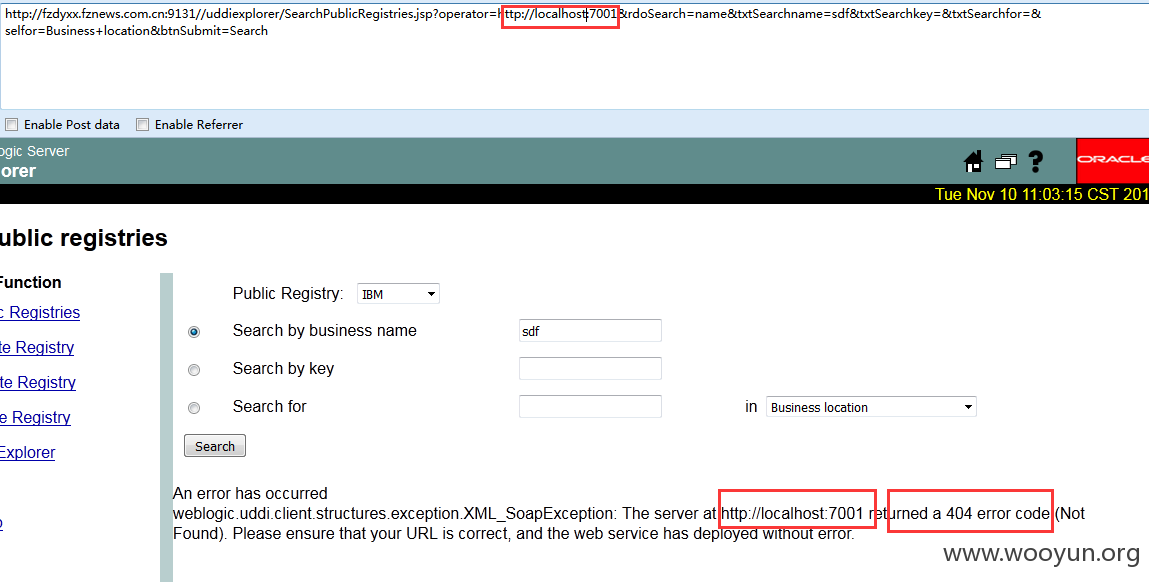 http://fzdyxx.fznews.com.cn:9131//uddiexplorer/SearchPublicRegistries.jsp?operator=http://localhost:7001&rdoSearch=name&txtSearchname=sdf&txtSearchkey=&txtSearchfor=&
selfor=Business+location&btnSubmit=Search
Enable Post data Enable Referrer
ogic Server
orer
ORACLE
Tue Nov 10 11:03:15 CST 201
ublic registries
Function
c Registries
te Registry
te Registry
e Registry
Explorer
Public Registry: IBM
Search by business name sdf
Search by key
Search for in Business location
Search
An error has occurred
weblogic.uddi.client.structures.exception.XML_SoapException: The server at http://localhost:7001 returned a 404 error code (Not
Found). Please ensure that your URL is correct, and the web service has deployed without error.
www.wooyun.org